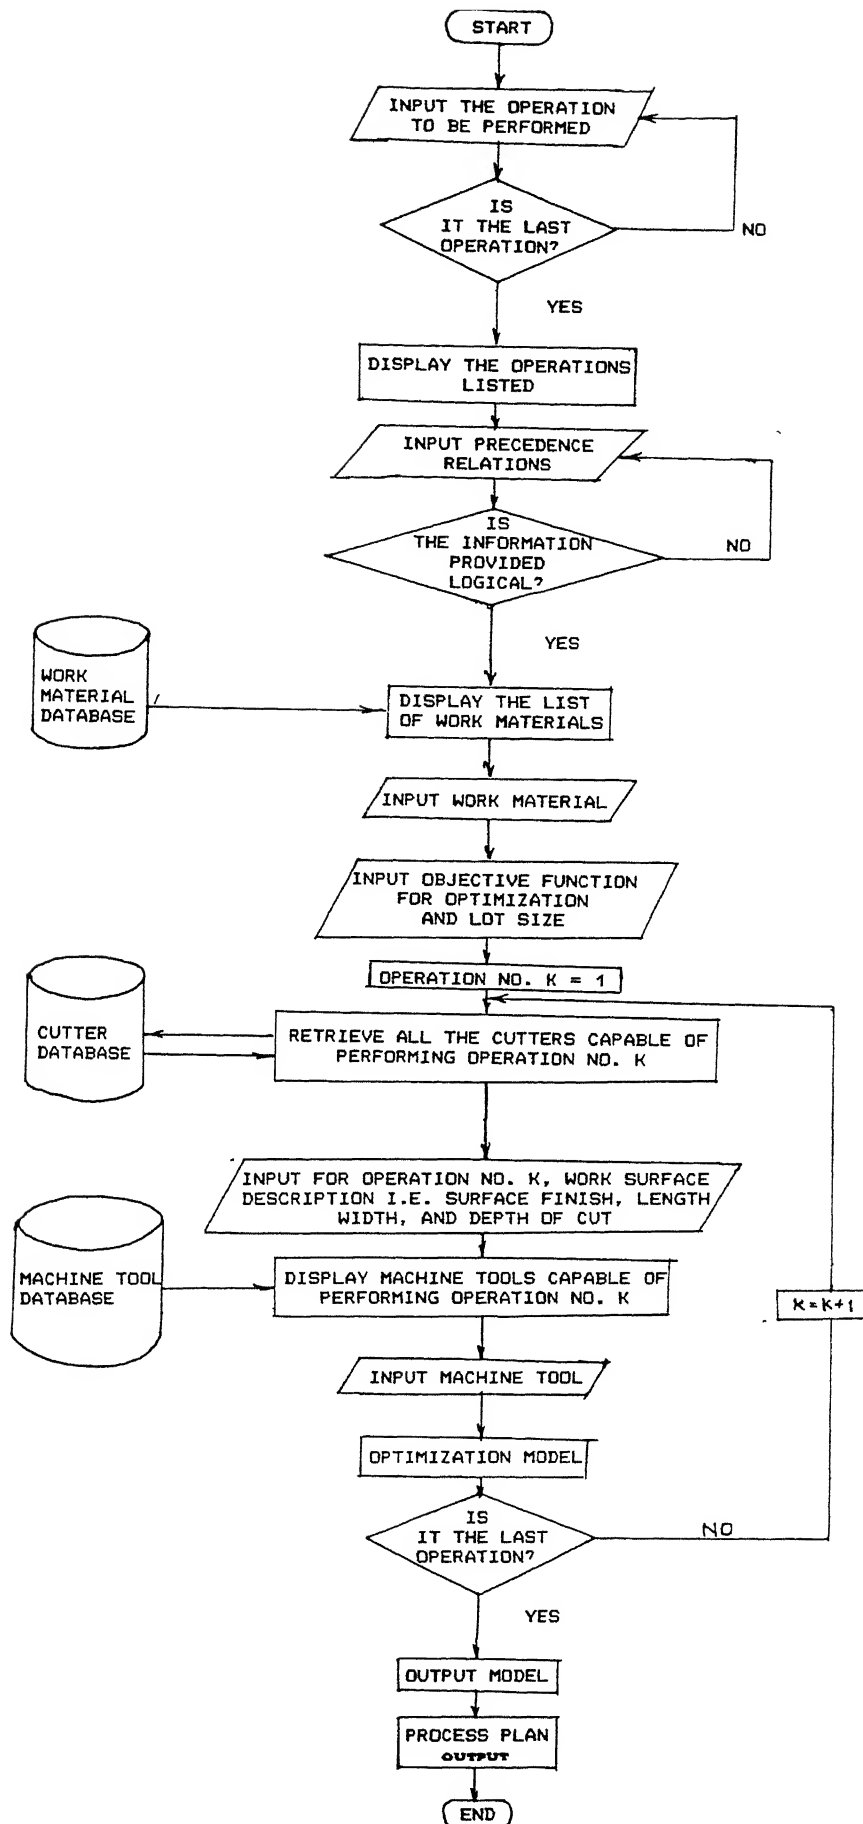 START
INPUT THE OPERATION
TO BE PERFORMED
IS
IT THE LAST
OPERATION?
NO
YES
DISPLAY THE OPERATIONS
LISTED
INPUT PRECEDENCE
RELATIONS
IS
THE INFORMATION
PROVIDED
LOGICAL?
NO
YES
WORK
MATERIAL
DATABASE
DISPLAY THE LIST
OF WORK MATERIALS
INPUT WORK MATERIAL
INPUT OBJECTIVE FUNCTION
FOR OPTIMIZATION
AND LOT SIZE
OPERATION NO. K = 1
CUTTER
DATABASE
RETRIEVE ALL THE CUTTERS CAPABLE OF
PERFORMING OPERATION NO. K
INPUT FOR OPERATION NO. K, WORK SURFACE
DESCRIPTION I.E. SURFACE FINISH, LENGTH
WIDTH, AND DEPTH OF CUT
MACHINE TOOL
DATABASE
DISPLAY MACHINE TOOLS CAPABLE OF
PERFORMING OPERATION NO. K
K=K+1
INPUT MACHINE TOOL
OPTIMIZATION MODEL
IS
IT THE LAST
OPERATION?
NO
YES
OUTPUT MODEL
PROCESS PLAN
OUTPUT
END